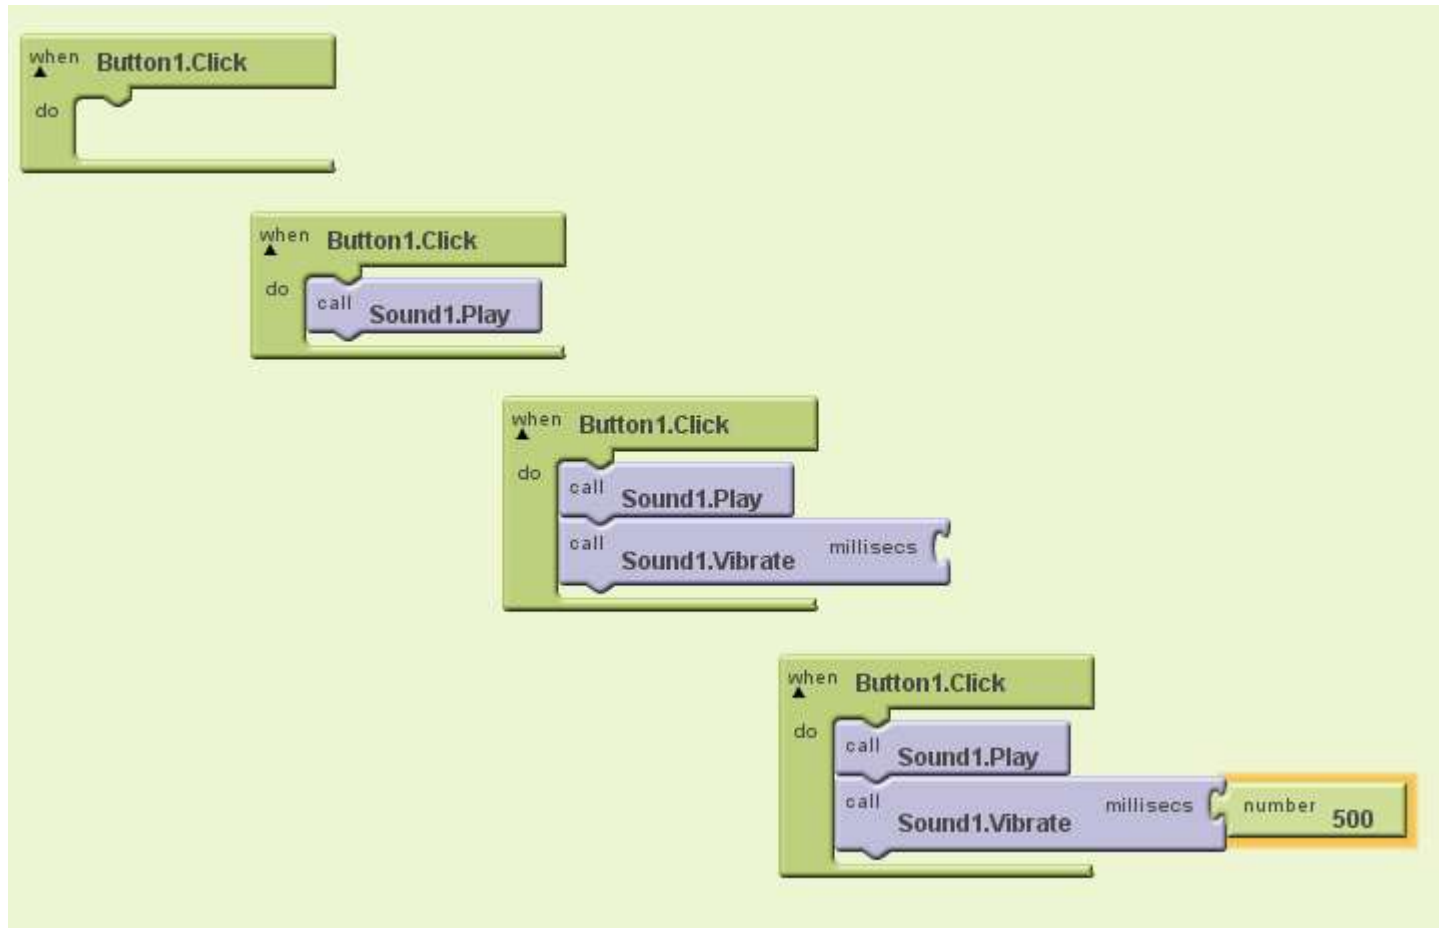 when Button1.Click
do
when Button1.Click
do call Sound1.Play
when Button1.Click
do call Sound1.Play
call Sound1.Vibrate millisecs
when Button1.Click
do call Sound1.Play
call Sound1.Vibrate millisecs number 500